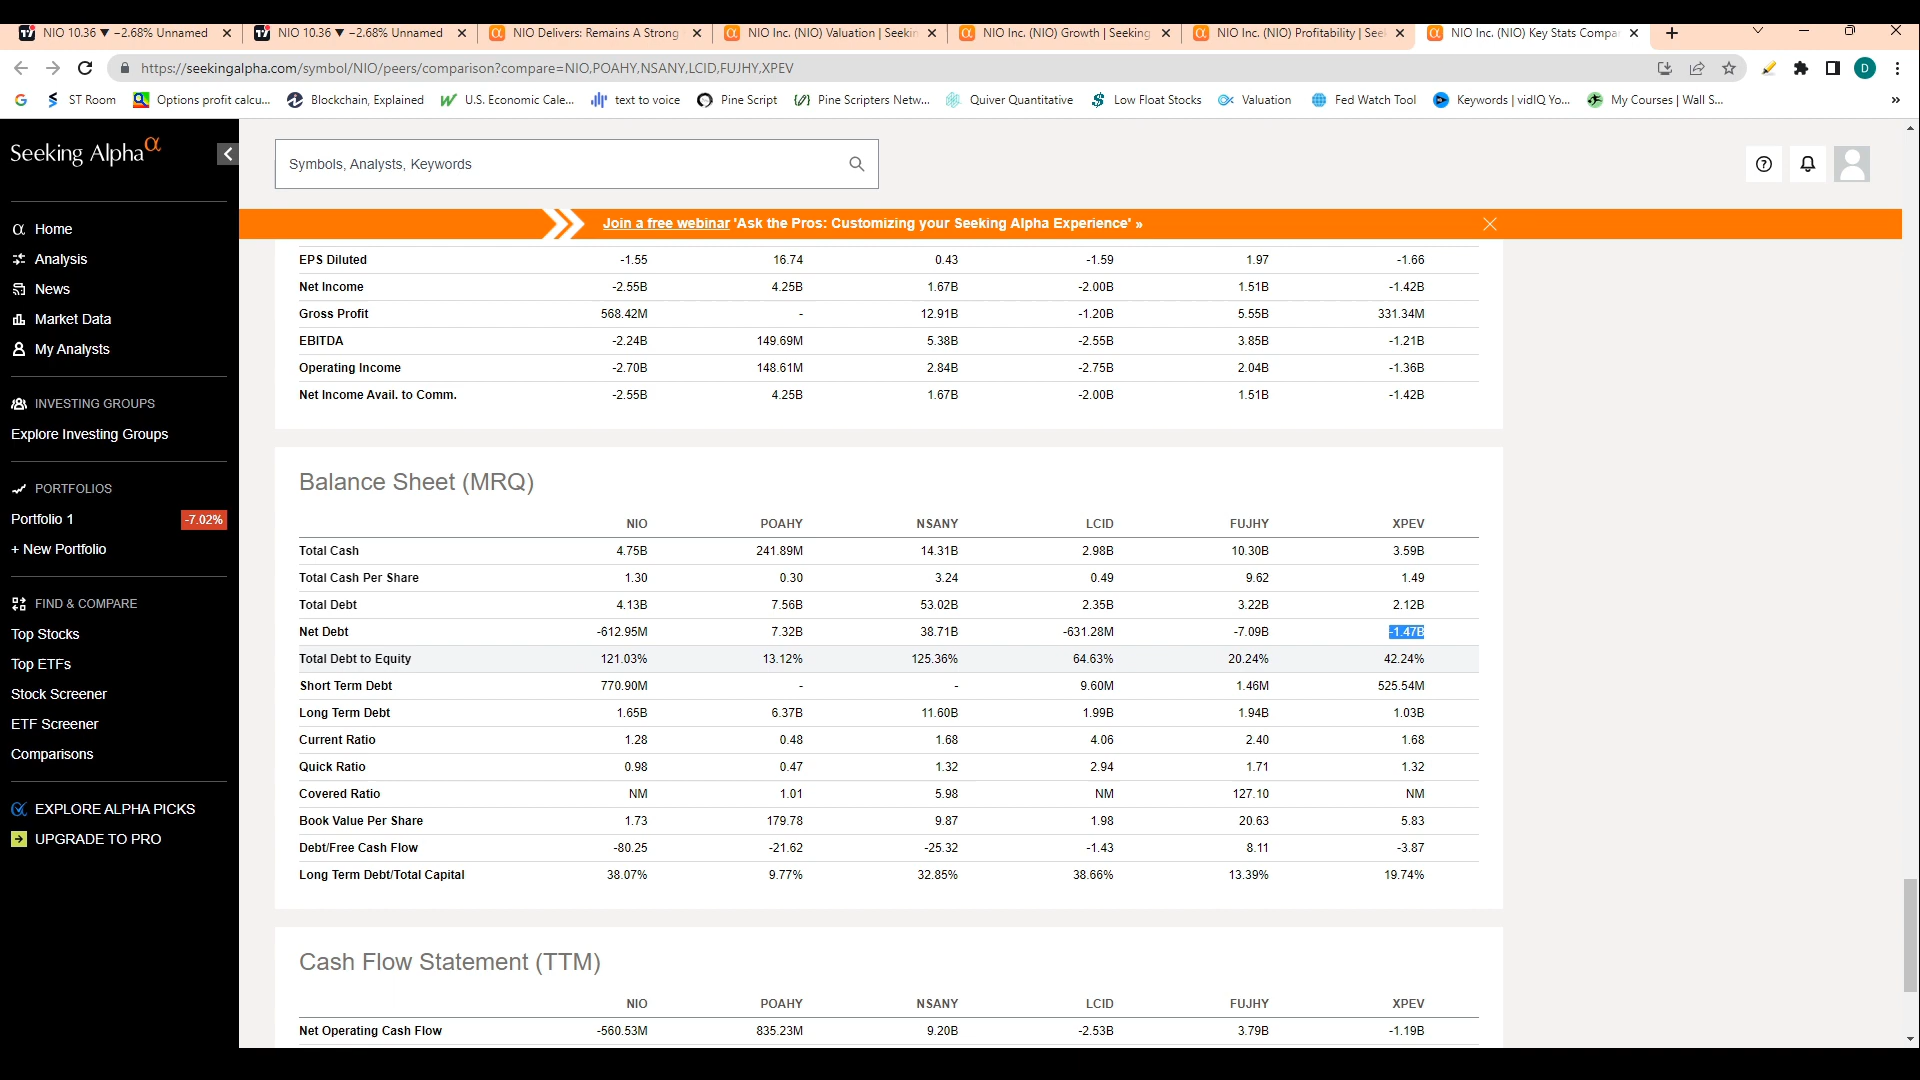 NIO 10.36 ▼ −2.68% Unnamed
NIO 10.36 ▼ −2.68% Unnamed
NIO Delivers: Remains A Strong
NIO Inc. (NIO) Valuation | Seekin
NIO Inc. (NIO) Growth | Seeking
NIO Inc. (NIO) Profitability | Seek
NIO Inc. (NIO) Key Stats Compar
https://seekingalpha.com/symbol/NIO/peers/comparison?compare=NIO,POAHY,NSANY,LCID,FUJHY,XPEV
D
ST Room
Options profit calcu...
Blockchain, Explained
U.S. Economic Cale...
text to voice
Pine Script
Pine Scripters Netw...
Quiver Quantitative
Low Float Stocks
Valuation
Fed Watch Tool
Keywords | vidIQ Yo...
My Courses | Wall S...
»
Seeking Alpha α
Symbols, Analysts, Keywords
Join a free webinar 'Ask the Pros: Customizing your Seeking Alpha Experience' »
Home
Analysis
News
Market Data
My Analysts
INVESTING GROUPS
Explore Investing Groups
PORTFOLIOS
Portfolio 1 -7.02%
+ New Portfolio
FIND & COMPARE
Top Stocks
Top ETFs
Stock Screener
ETF Screener
Comparisons
EXPLORE ALPHA PICKS
UPGRADE TO PRO
EPS Diluted -1.55 16.74 0.43 -1.59 1.97 -1.66
Net Income -2.55B 4.25B 1.67B -2.00B 1.51B -1.42B
Gross Profit 568.42M - 12.91B -1.20B 5.55B 331.34M
EBITDA -2.24B 149.69M 5.38B -2.55B 3.85B -1.21B
Operating Income -2.70B 148.61M 2.84B -2.75B 2.04B -1.36B
Net Income Avail. to Comm. -2.55B 4.25B 1.67B -2.00B 1.51B -1.42B
Balance Sheet (MRQ)
NIO POAHY NSANY LCID FUJHY XPEV
Total Cash 4.75B 241.89M 14.31B 2.98B 10.30B 3.59B
Total Cash Per Share 1.30 0.30 3.24 0.49 9.62 1.49
Total Debt 4.13B 7.56B 53.02B 2.35B 3.22B 2.12B
Net Debt -612.95M 7.32B 38.71B -631.28M -7.09B -1.47B
Total Debt to Equity 121.03% 13.12% 125.36% 64.63% 20.24% 42.24%
Short Term Debt 770.90M - - 9.60M 1.46M 525.54M
Long Term Debt 1.65B 6.37B 11.60B 1.99B 1.94B 1.03B
Current Ratio 1.28 0.48 1.68 4.06 2.40 1.68
Quick Ratio 0.98 0.47 1.32 2.94 1.71 1.32
Covered Ratio NM 1.01 5.98 NM 127.10 NM
Book Value Per Share 1.73 179.78 9.87 1.98 20.63 5.83
Debt/Free Cash Flow -80.25 -21.62 -25.32 -1.43 8.11 -3.87
Long Term Debt/Total Capital 38.07% 9.77% 32.85% 38.66% 13.39% 19.74%
Cash Flow Statement (TTM)
NIO POAHY NSANY LCID FUJHY XPEV
Net Operating Cash Flow -560.53M 835.23M 9.20B -2.53B 3.79B -1.19B